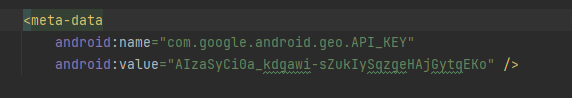 <meta-data
android:name="com.google.android.geo.API_KEY"
android:value="AIzaSyCi0a_kdgawi-sZukIySqzgeHAjGytqEKo" />